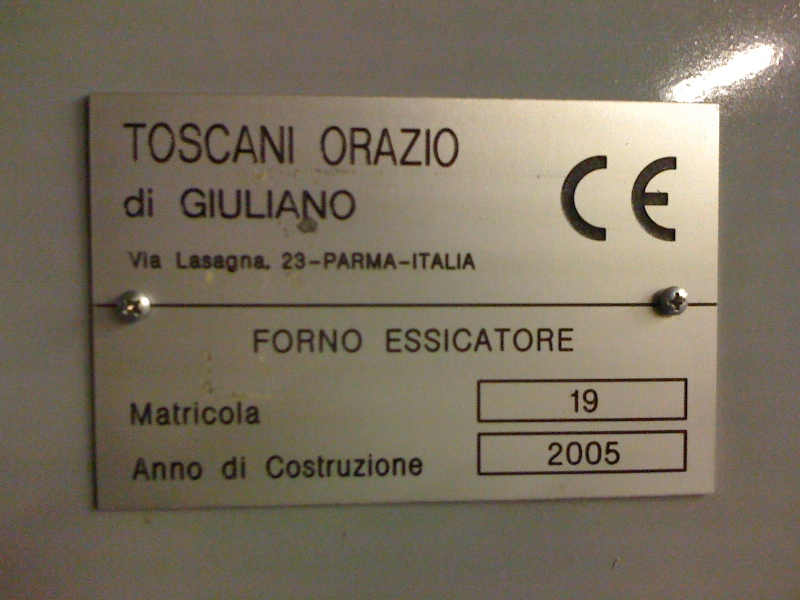 TOSCANI ORAZIO
di GIULIANO
CE
Via Lasagna, 23-PARMA-ITALIA
FORNO ESSICATORE
Matricola 19
Anno di Costruzione 2005